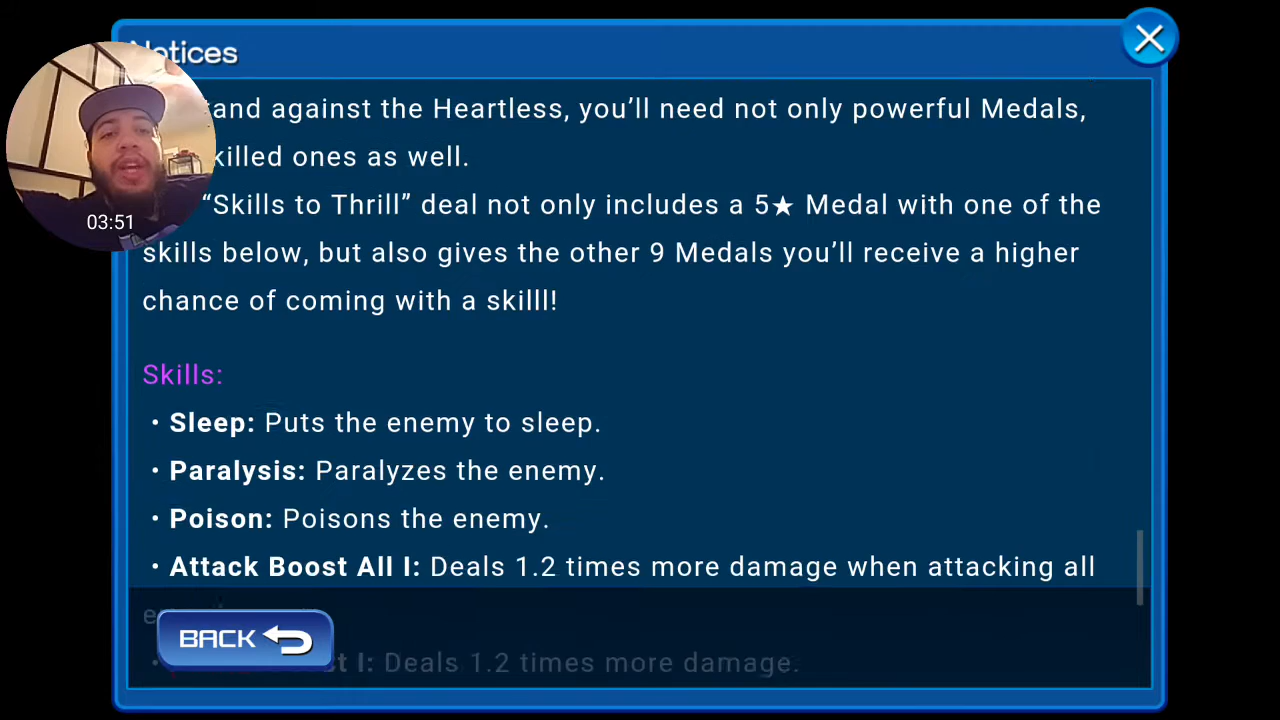 Notices
and against the Heartless, you’ll need not only powerful Medals,
killed ones as well.
“Skills to Thrill” deal not only includes a 5★ Medal with one of the
skills below, but also gives the other 9 Medals you’ll receive a higher
chance of coming with a skilll!
Skills:
・Sleep: Puts the enemy to sleep.
・Paralysis: Paralyzes the enemy.
・Poison: Poisons the enemy.
・Attack Boost All I: Deals 1.2 times more damage when attacking all
BACK
st I: Deals 1.2 times more damage.
03:51